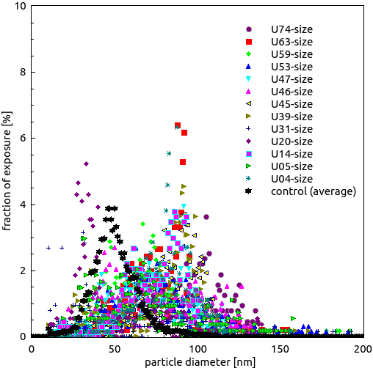 10
8
6
4
2
0
fraction of exposure [%]
U74-size
U63-size
U59-size
U53-size
U47-size
U46-size
U45-size
U39-size
U31-size
U20-size
U14-size
U05-size
U04-size
control (average)
0 50 100 150 200
particle diameter [nm]